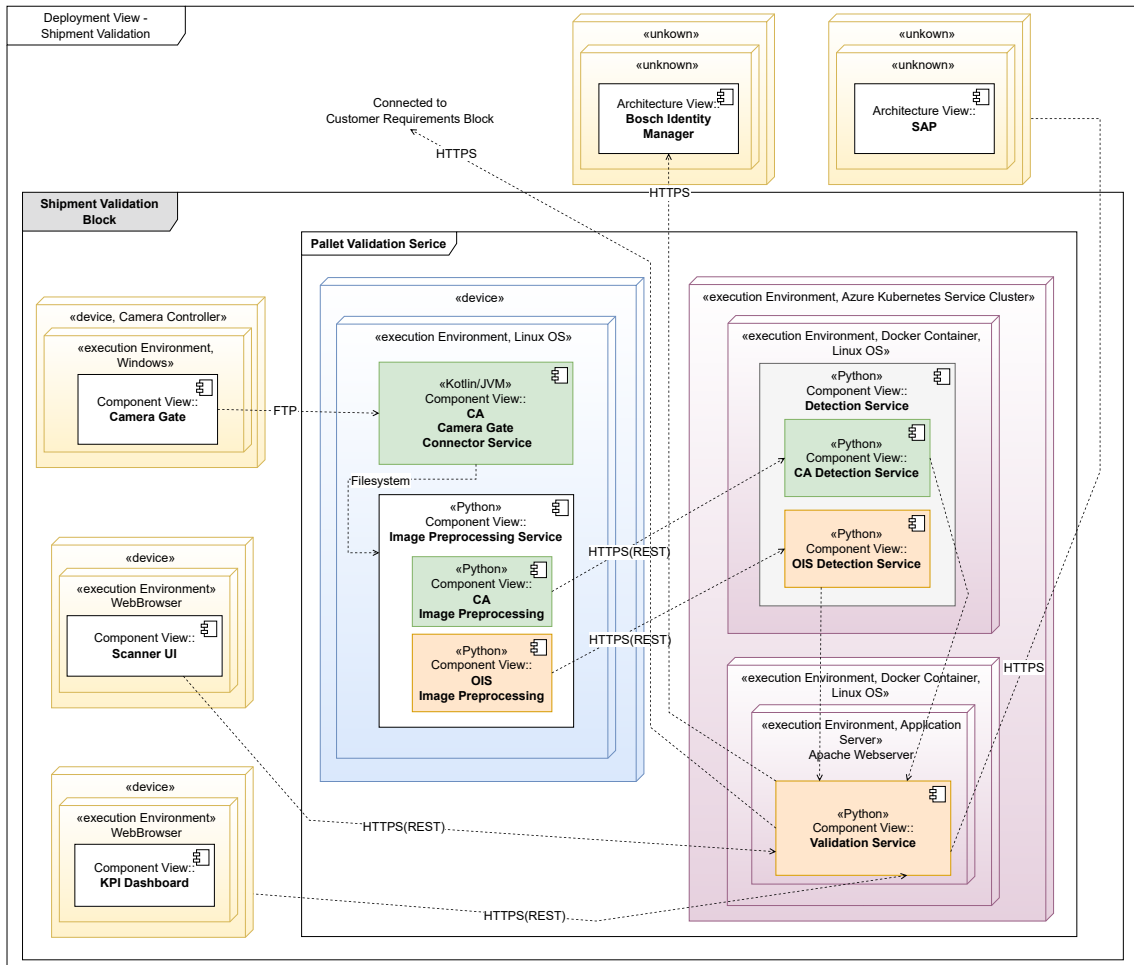 Deployment View -
Shipment Validation
«unkown»
«unknown»
Architecture View::
Bosch Identity
Manager
«unkown»
«unknown»
Architecture View::
SAP
Connected to
Customer Requirements Block
HTTPS
HTTPS
Shipment Validation
Block
Pallet Validation Serice
«device, Camera Controller»
«execution Environment,
Windows»
Component View::
Camera Gate
FTP
«device»
«execution Environment, Linux OS»
«Kotlin/JVM»
Component View::
CA
Camera Gate
Connector Service
Filesystem
«Python»
Component View::
Image Preprocessing Service
«Python»
Component View::
CA
Image Preprocessing
«Python»
Component View::
OIS
Image Preprocessing
HTTPS(REST)
HTTPS(REST)
«execution Environment, Azure Kubernetes Service Cluster»
«execution Environment, Docker Container,
Linux OS»
«Python»
Component View::
Detection Service
«Python»
Component View::
CA Detection Service
«Python»
Component View::
OIS Detection Service
HTTPS
«execution Environment, Docker Container,
Linux OS»
«execution Environment, Application
Server»
Apache Webserver
«Python»
Component View::
Validation Service
«device»
«execution Environment»
WebBrowser
Component View::
Scanner UI
HTTPS(REST)
«device»
«execution Environment»
WebBrowser
Component View::
KPI Dashboard
HTTPS(REST)